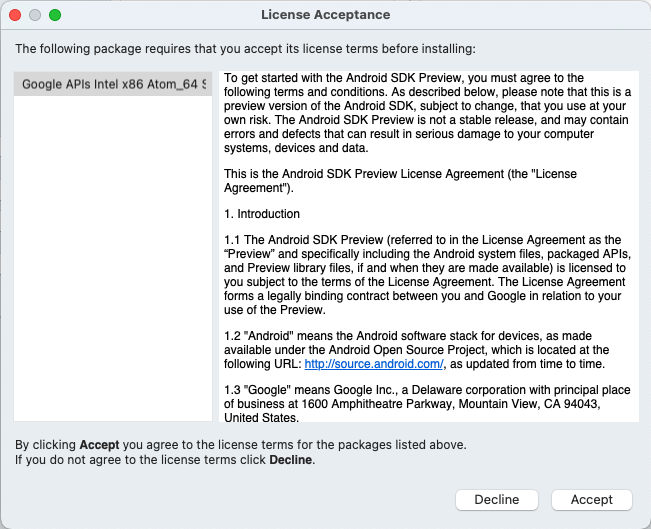 License Acceptance
The following package requires that you accept its license terms before installing:
Google APIs Intel x86 Atom_64 S
To get started with the Android SDK Preview, you must agree to the
following terms and conditions. As described below, please note that this is a
preview version of the Android SDK, subject to change, that you use at your
own risk. The Android SDK Preview is not a stable release, and may contain
errors and defects that can result in serious damage to your computer
systems, devices and data.
This is the Android SDK Preview License Agreement (the "License
Agreement").
1. Introduction
1.1 The Android SDK Preview (referred to in the License Agreement as the
“Preview” and specifically including the Android system files, packaged APIs,
and Preview library files, if and when they are made available) is licensed to
you subject to the terms of the License Agreement. The License Agreement
forms a legally binding contract between you and Google in relation to your
use of the Preview.
1.2 "Android" means the Android software stack for devices, as made
available under the Android Open Source Project, which is located at the
following URL: http://source.android.com/, as updated from time to time.
1.3 "Google" means Google Inc., a Delaware corporation with principal place
of business at 1600 Amphitheatre Parkway, Mountain View, CA 94043,
United States.
By clicking Accept you agree to the license terms for the packages listed above.
If you do not agree to the license terms click Decline.
Decline
Accept